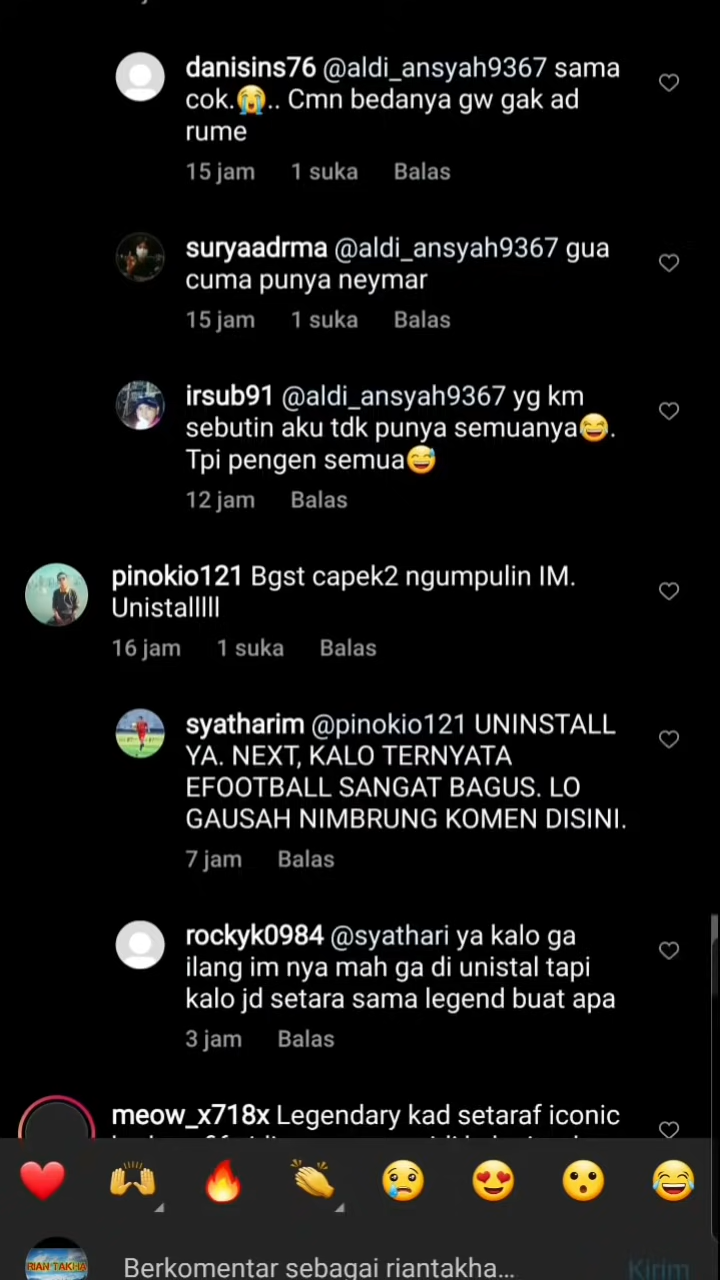 danisins76 @aldi_ansyah9367 sama
cok.😭.. Cmn bedanya gw gak ad
rume
15 jam 1 suka Balas
suryaadrma @aldi_ansyah9367 gua
cuma punya neymar
15 jam 1 suka Balas
irsub91 @aldi_ansyah9367 yg km
sebutin aku tdk punya semuanya😂.
Tpi pengen semua😅
12 jam Balas
pinokio121 Bgst capek2 ngumpulin IM.
Unistalllll
16 jam 1 suka Balas
syatharim @pinokio121 UNINSTALL
YA. NEXT, KALO TERNYATA
EFOOTBALL SANGAT BAGUS. LO
GAUSAH NIMBRUNG KOMEN DISINI.
7 jam Balas
rockyk0984 @syathari ya kalo ga
ilang im nya mah ga di unistal tapi
kalo jd setara sama legend buat apa
3 jam Balas
meow_x718x Legendary kad setaraf iconic
RIAN TAKHA
Berkomentar sebagai riantakha...
Kirim